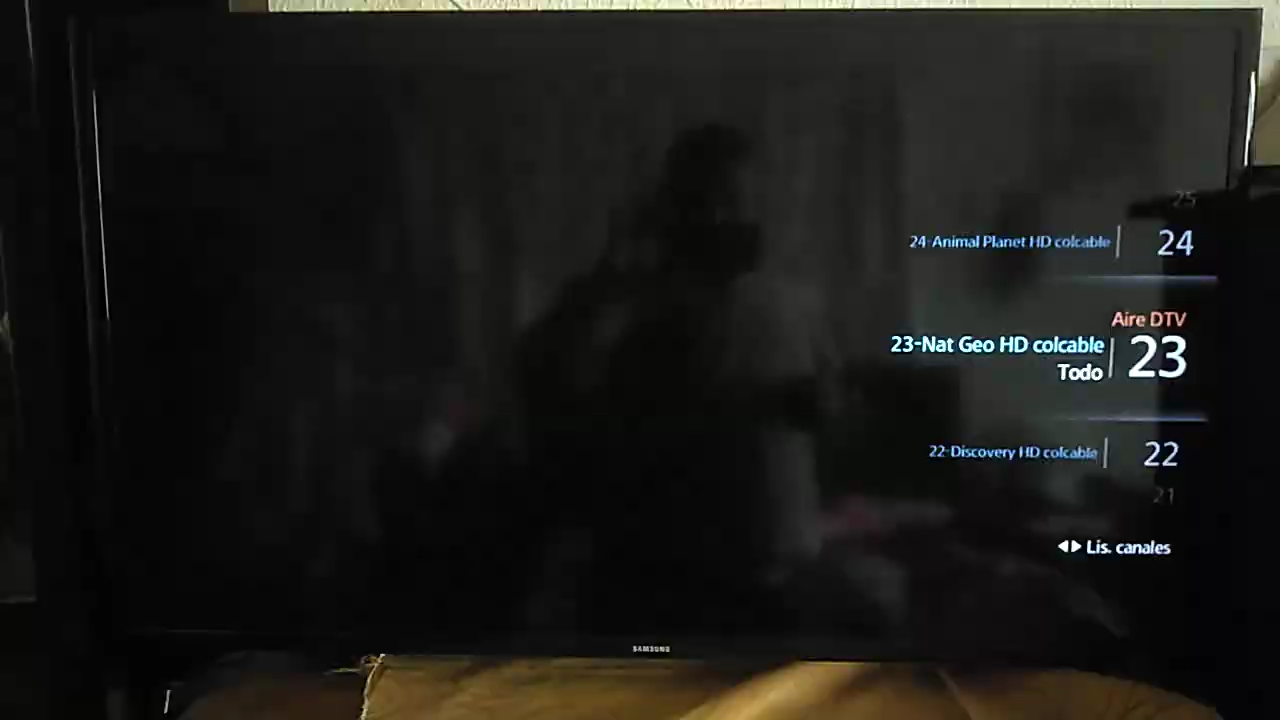 25
24-Animal Planet HD colcable 24
Aire DTV
23-Nat Geo HD colcable 23
Todo
22-Discovery HD colcable 22
21
◀▶ Lis. canales
SAMSUNG